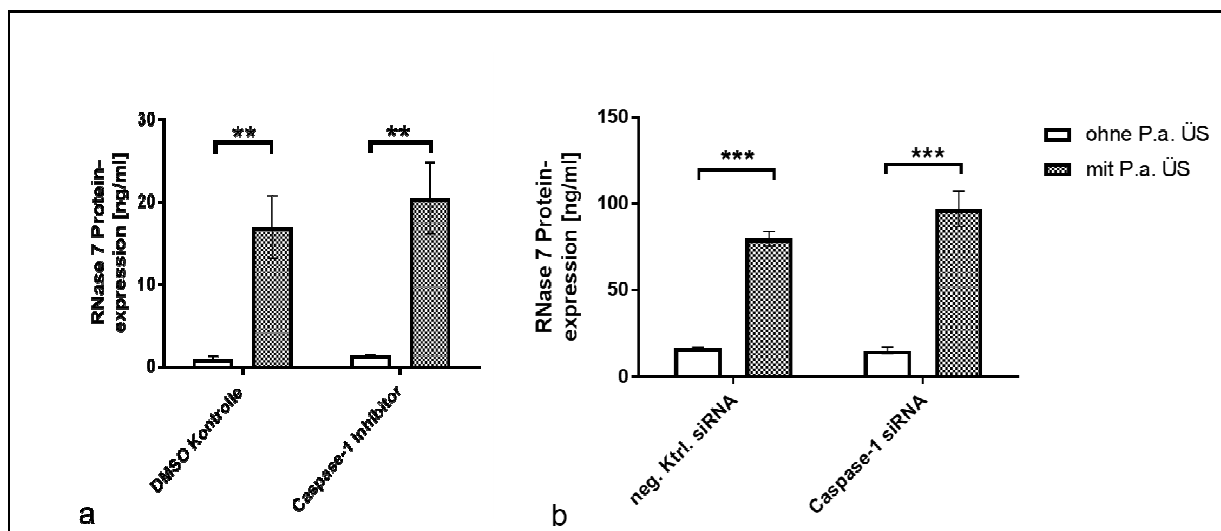 30
20
10
0
RNase 7 Protein-
expression [ng/ml]
**
**
DMSO Kontrolle
Caspase-1 Inhibitor
a
150
100
50
0
RNase 7 Protein-
expression [ng/ml]
***
***
neg. Ktrl. siRNA
Caspase-1 siRNA
b
ohne P.a. ÜS
mit P.a. ÜS